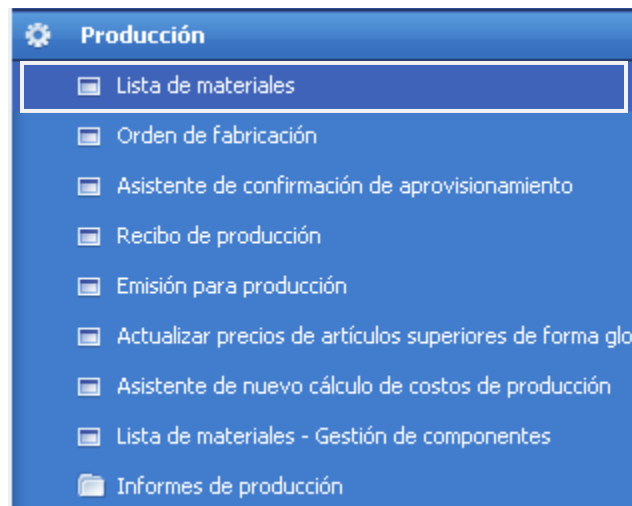 Producción
Lista de materiales
Orden de fabricación
Asistente de confirmación de aprovisionamiento
Recibo de producción
Emisión para producción
Actualizar precios de artículos superiores de forma glo
Asistente de nuevo cálculo de costos de producción
Lista de materiales - Gestión de componentes
Informes de producción